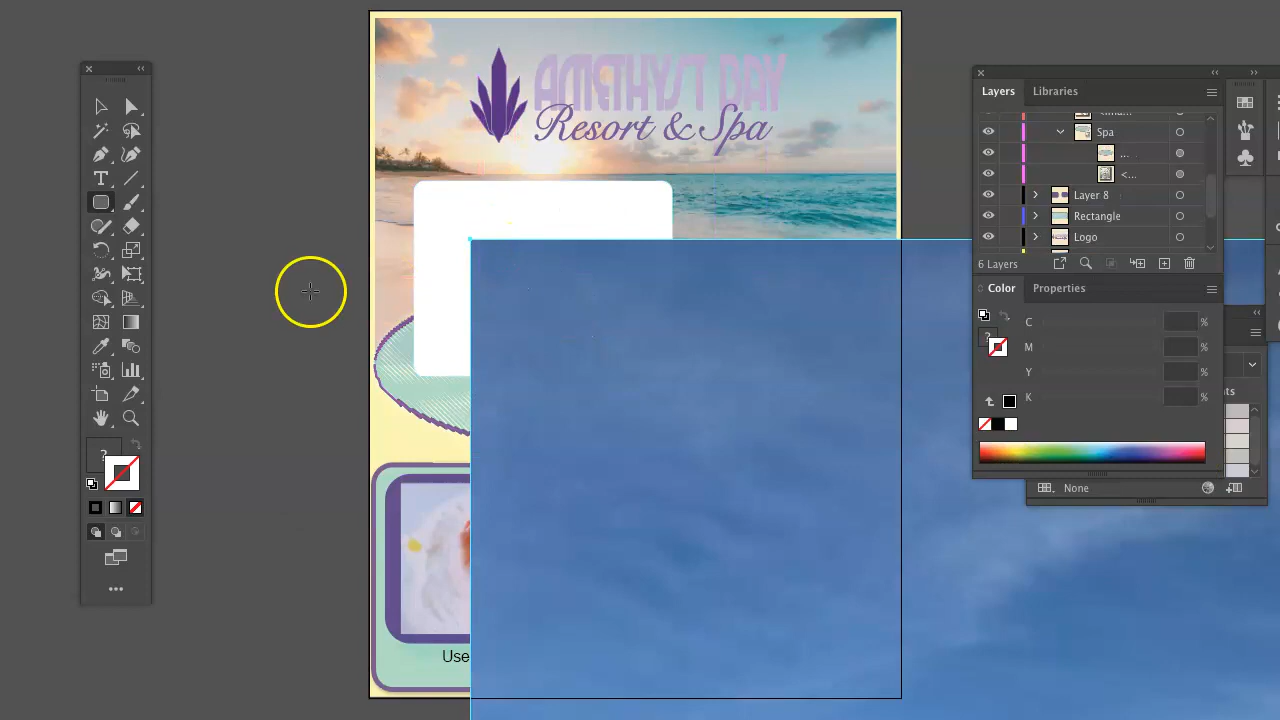 AMETHYST BAY
Resort & Spa
Use
Layers
Libraries
Spa
...
<...
Layer 8
Rectangle
Logo
6 Layers
Color
Properties
C
%
M
%
Y
%
K
%
None
T
?
?